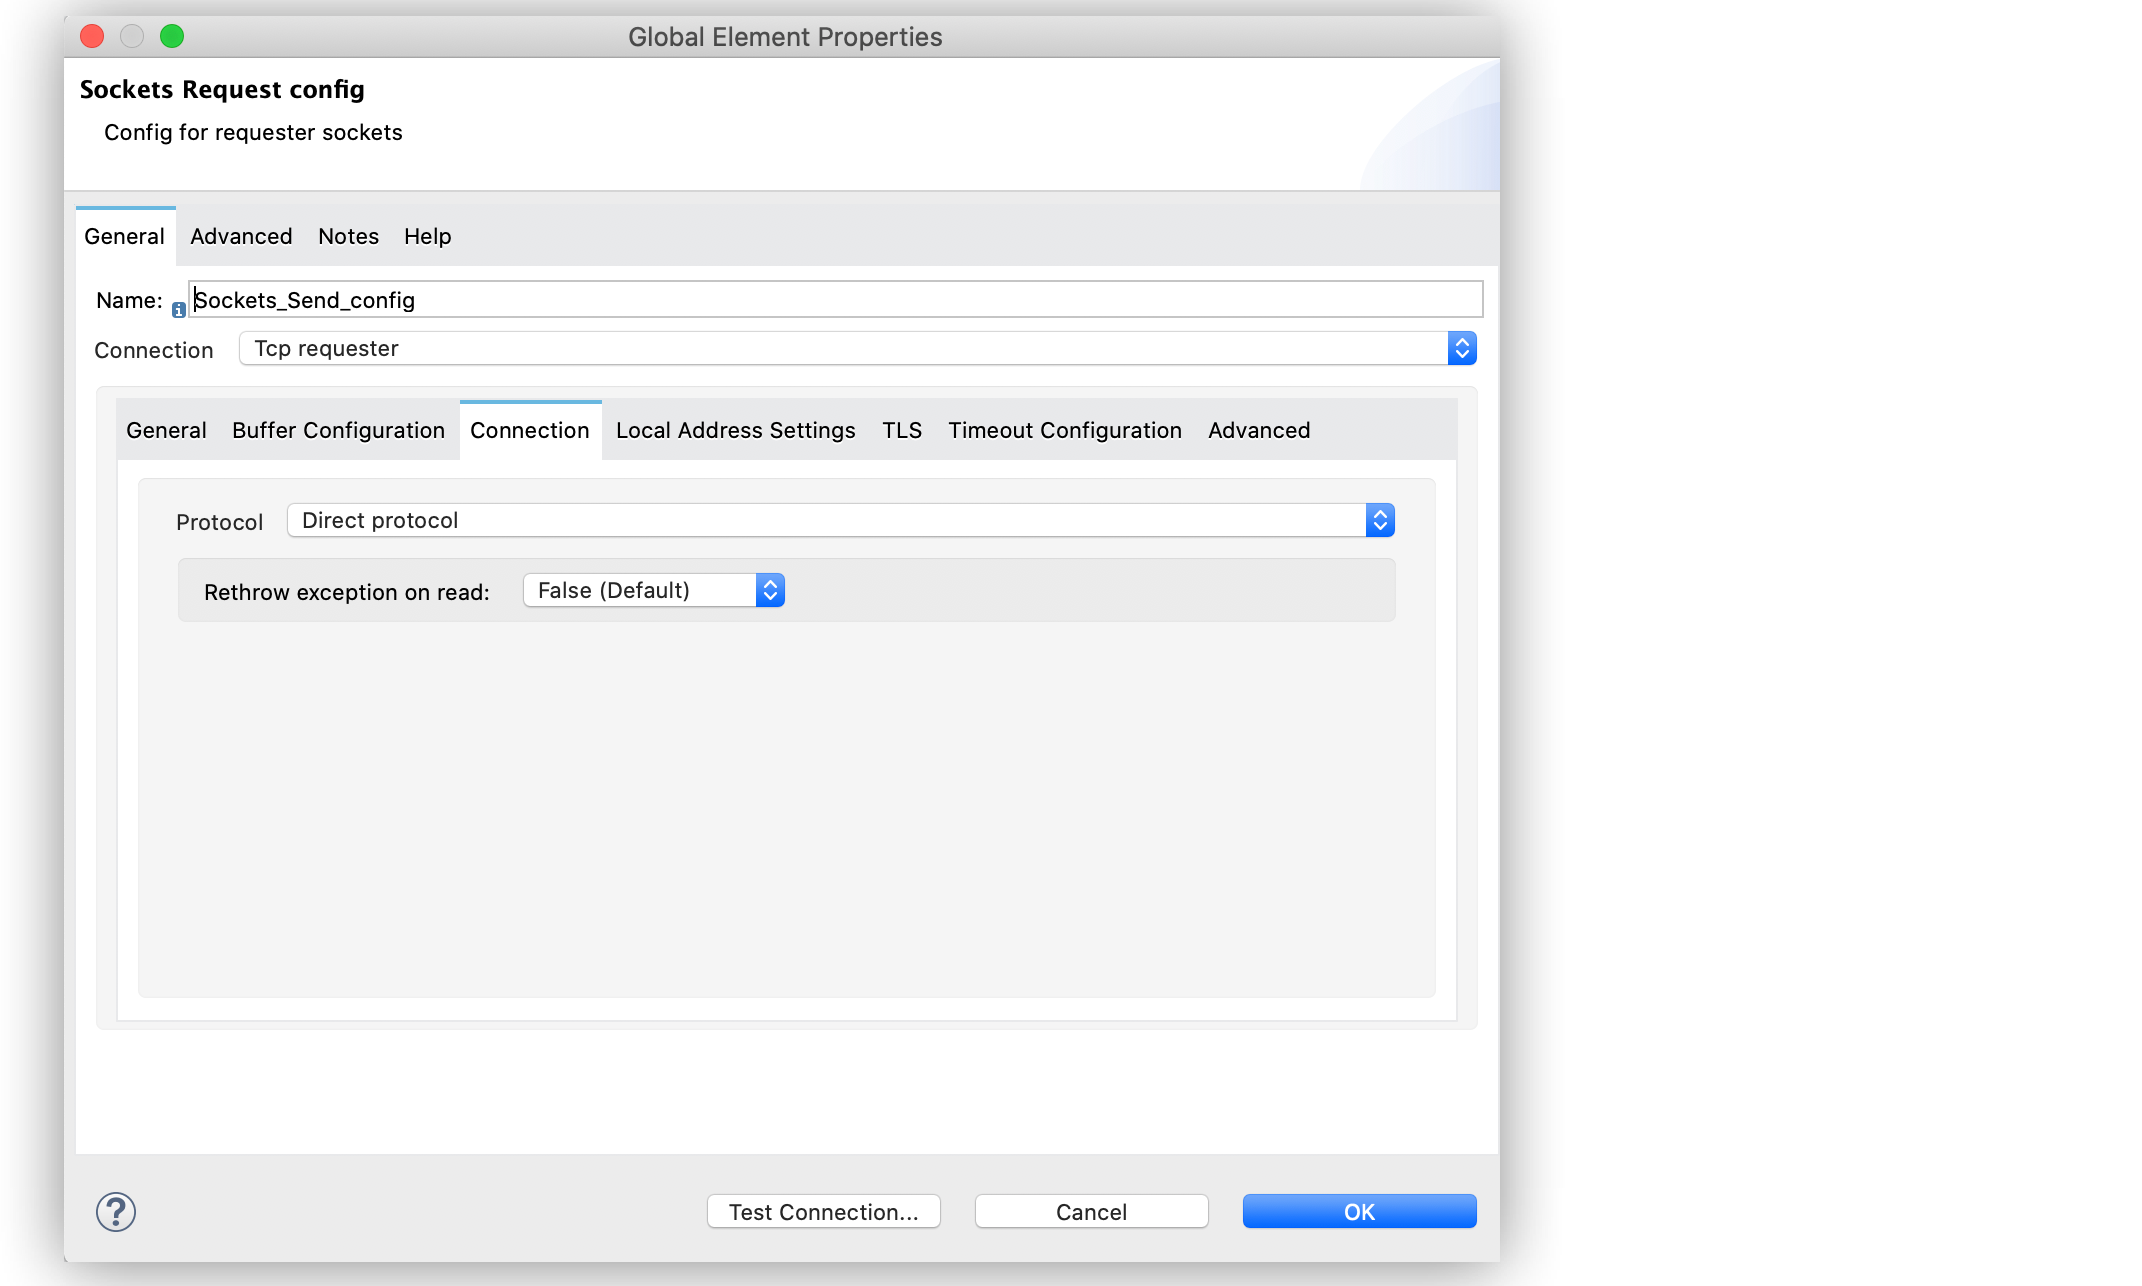 Global Element Properties
Sockets Request config
Config for requester sockets
General Advanced Notes Help
Name: Sockets_Send_config
Connection Tcp requester
General Buffer Configuration Connection Local Address Settings TLS Timeout Configuration Advanced
Protocol Direct protocol
Rethrow exception on read: False (Default)
? Test Connection... Cancel OK